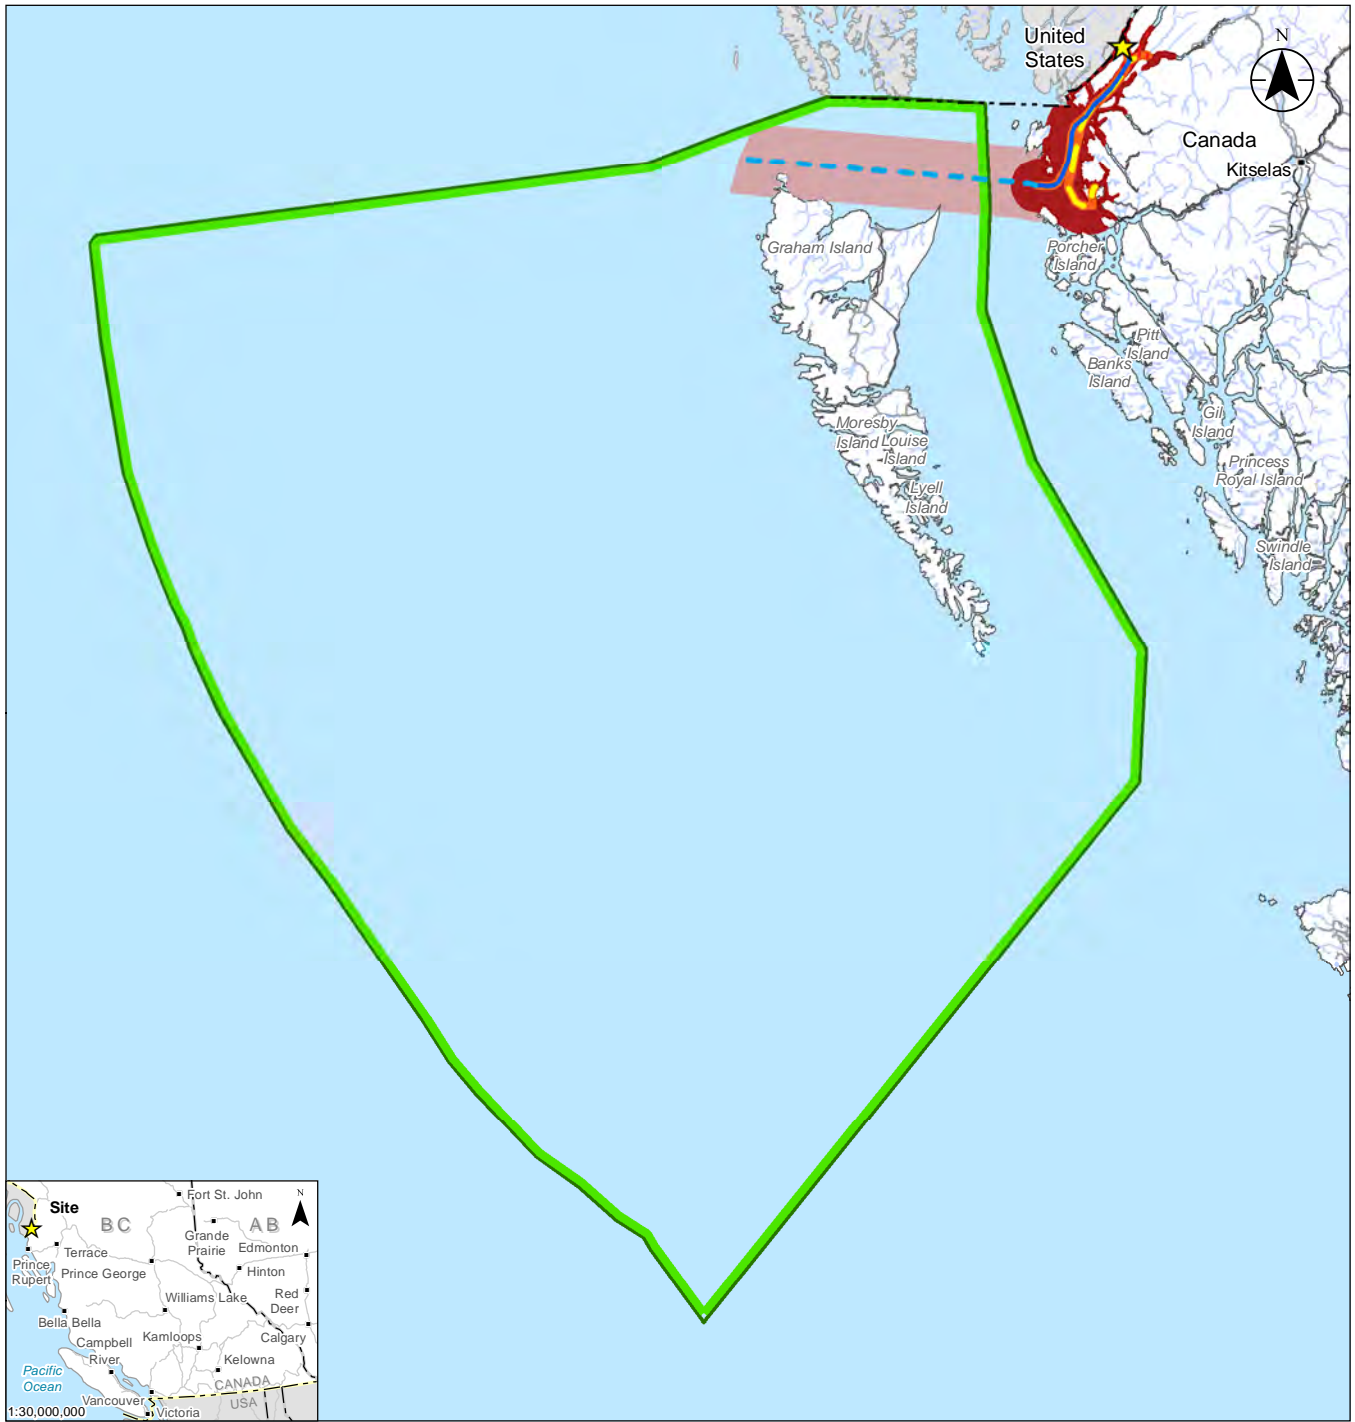 United
States
N
Canada
Kitselas
Graham Island
Porcher
Island
Pitt
Island
Banks
Island
Gil
Island
Moresby
Island
Louise
Island
Princess
Royal Island
Lyell
Island
Swindle
Island
N
Site
Fort St. John
BC
AB
Grande
Prairie
Edmonton
Terrace
Prince
Rupert
Prince George
Hinton
Red
Deer
Williams Lake
Bella Bella
Campbell
River
Kamloops
Calgary
Kelowna
Pacific
Ocean
CANADA
USA
Vancouver
Victoria
1:30,000,000